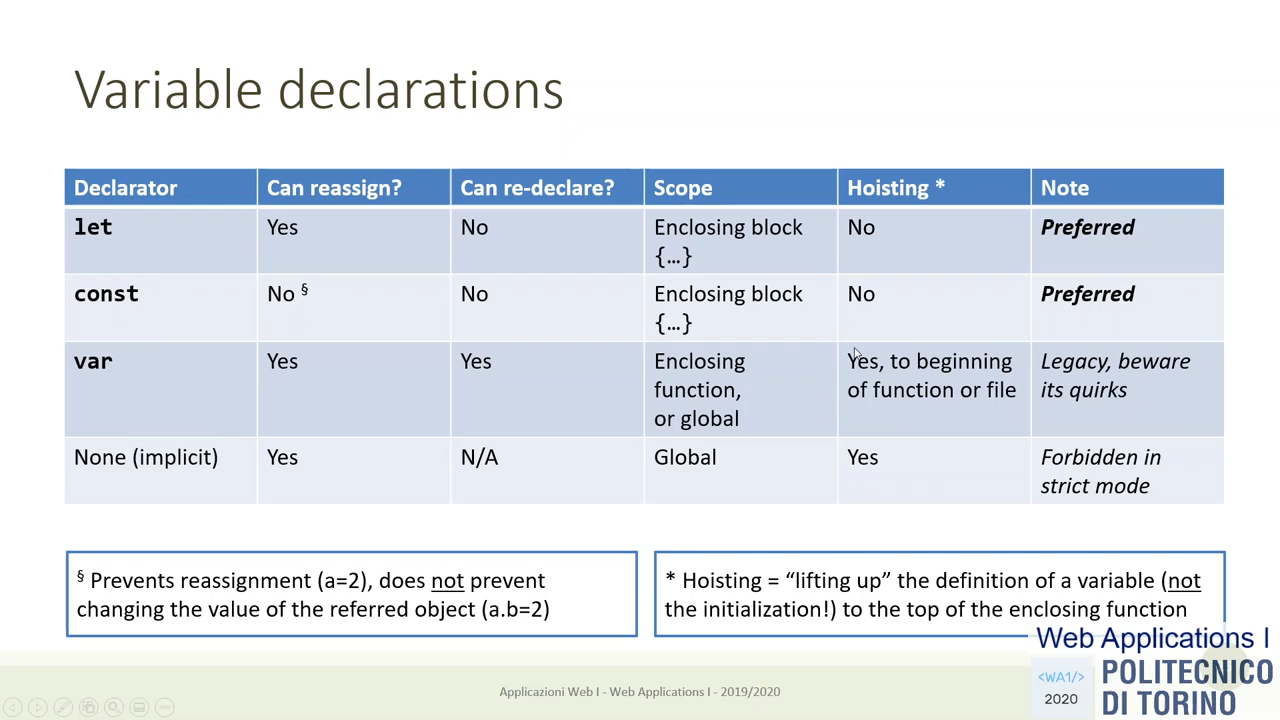 Variable declarations
Declarator Can reassign? Can re-declare? Scope Hoisting * Note
let Yes No Enclosing block No Preferred
{…}
const No § No Enclosing block No Preferred
{…}
var Yes Yes Enclosing Yes, to beginning Legacy, beware
function, of function or file its quirks
or global
None (implicit) Yes N/A Global Yes Forbidden in
strict mode
§ Prevents reassignment (a=2), does not prevent
changing the value of the referred object (a.b=2)
* Hoisting = “lifting up” the definition of a variable (not
the initialization!) to the top of the enclosing function
Web Applications I
Applicazioni Web I - Web Applications I - 2019/2020
<WA1/>
2020
POLITECNICO
DI TORINO